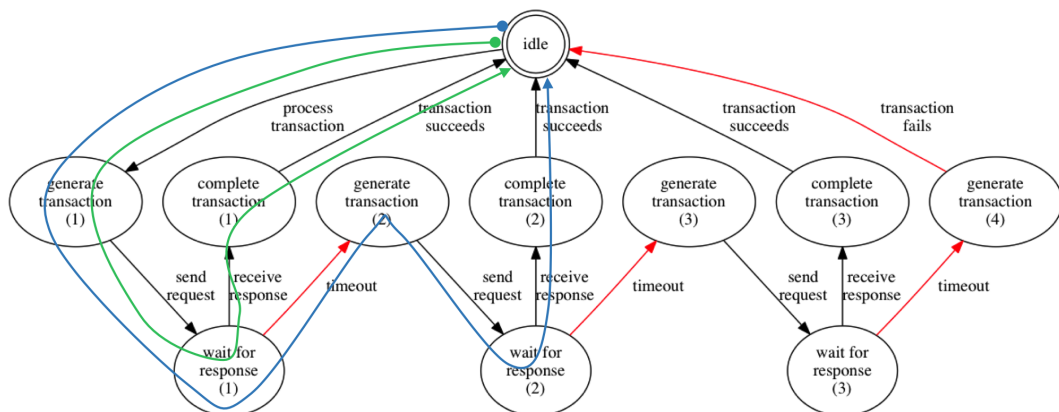 idle
process
transaction
transaction
succeeds
transaction
succeeds
transaction
succeeds
transaction
fails
generate
transaction
(1)
complete
transaction
(1)
generate
transaction
(2)
complete
transaction
(2)
generate
transaction
(3)
complete
transaction
(3)
generate
transaction
(4)
send
request
receive
response
timeout
send
request
receive
response
timeout
send
request
receive
response
timeout
wait for
response
(1)
wait for
response
(2)
wait for
response
(3)